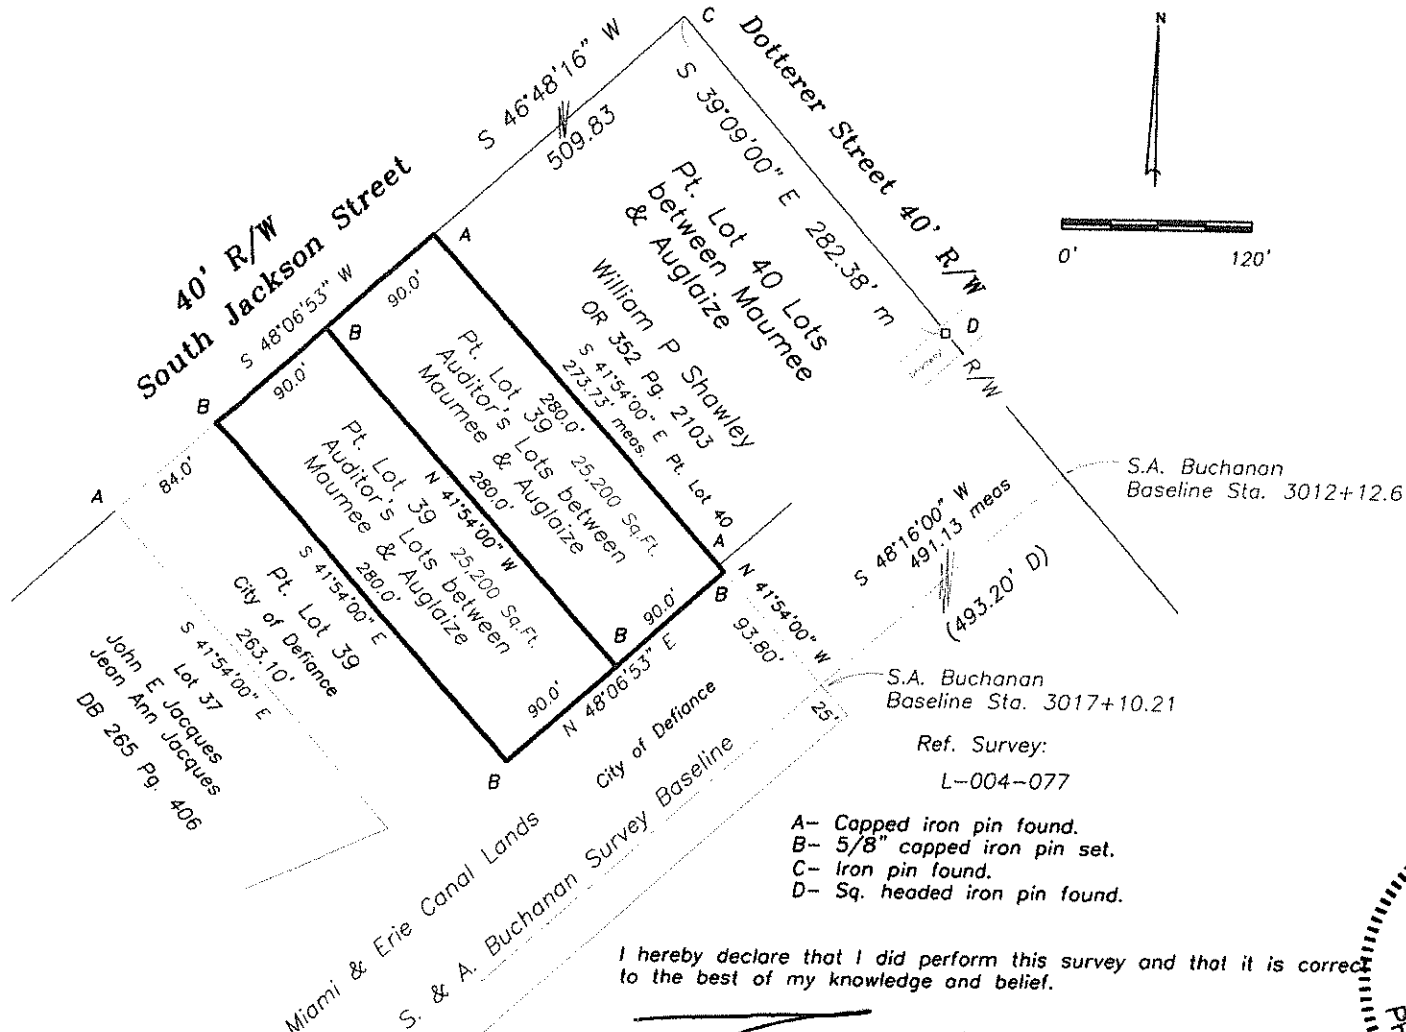 C
Dotterer Street 40' R/W
N
0' 120'
S 46°48'16" W
509.83
S 39°09'00" E 282.38' m
40' R/W
South Jackson Street
S 48°06'53" W
A
90.0'
B
90.0'
B
84.0'
A
Pt. Lot 40 Lots
between Maumee
& Auglaize
William P Shawley
OR 352 Pg. 2103
S 41°54'00" E Pt. Lot 40
273.73' meas.
280.0'
Pt. Lot 39 25,200 Sq.Ft.
Auditor's Lots between
Maumee & Auglaize
280.0'
N 41°54'00" W
Pt. Lot 39 25,200 Sq.Ft.
Auditor's Lots between
Maumee & Auglaize
280.0'
S 41°54'00" E
Pt. Lot 39
City of Defiance
263.10'
S 41°54'00" E
Lot 37
John E Jacques
Jean Ann Jacques
DB 265 Pg. 406
D
R/W
A
B
90.0'
B
90.0'
B
N 48°06'53" E
N 41°54'00" W
93.80'
25'
S 48°16'00" W
491.13 meas
(493.20' D)
S.A. Buchanan
Baseline Sta. 3012+12.6
S.A. Buchanan
Baseline Sta. 3017+10.21
City of Defiance
Miami & Erie Canal Lands
S. & A. Buchanan Survey Baseline
Ref. Survey:
L-004-077
A- Capped iron pin found.
B- 5/8" capped iron pin set.
C- Iron pin found.
D- Sq. headed iron pin found.
I hereby declare that I did perform this survey and that it is correct
to the best of my knowledge and belief.